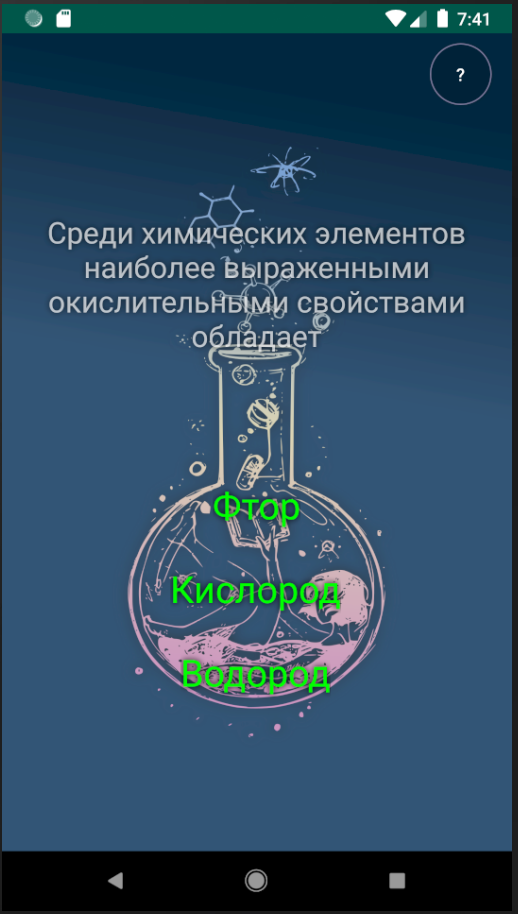 7:41
?
Среди химических элементов
наиболее выраженными
окислительными свойствами
обладает
Фтор
Кислород
Водород